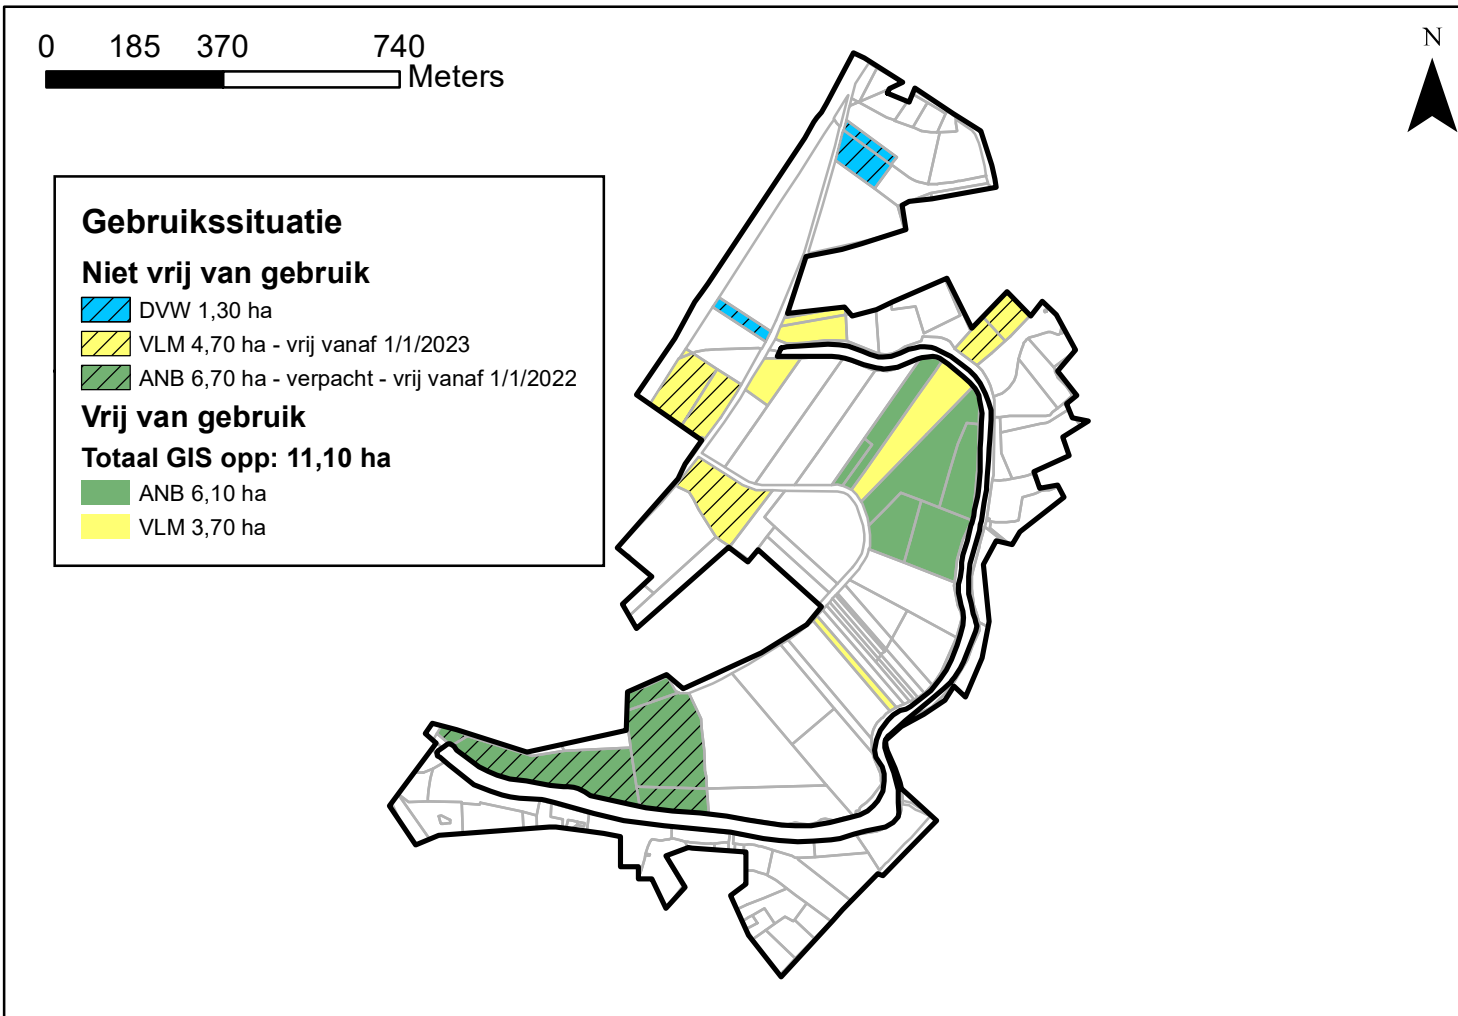 0 185 370 740
Meters
N
Gebruikssituatie
Niet vrij van gebruik
DVW 1,30 ha
VLM 4,70 ha - vrij vanaf 1/1/2023
ANB 6,70 ha - verpacht - vrij vanaf 1/1/2022
Vrij van gebruik
Totaal GIS opp: 11,10 ha
ANB 6,10 ha
VLM 3,70 ha